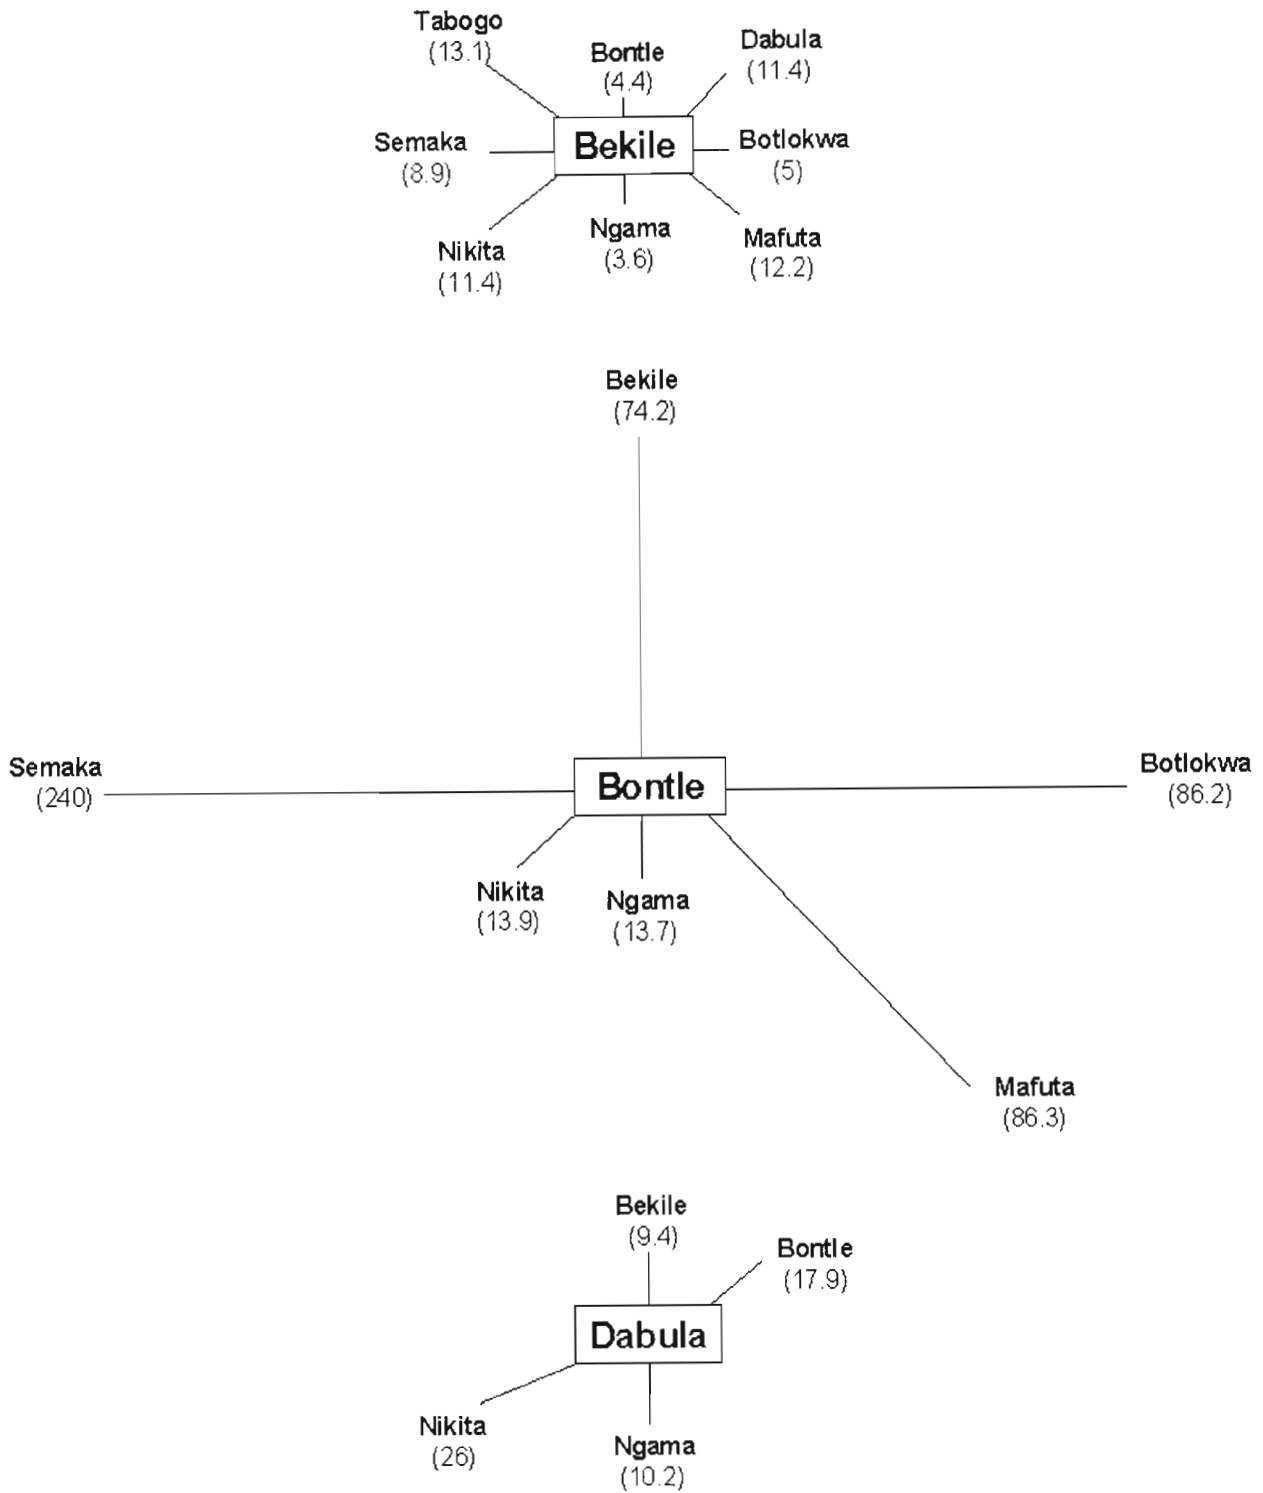 Tabogo
(13.1)
Bontle
(4.4)
Dabula
(11.4)
Semaka
(8.9)
Bekile
Botlokwa
(5)
Nikita
(11.4)
Ngama
(3.6)
Mafuta
(12.2)
Bekile
(74.2)
Semaka
(240)
Bontle
Botlokwa
(86.2)
Nikita
(13.9)
Ngama
(13.7)
Mafuta
(86.3)
Bekile
(9.4)
Bontle
(17.9)
Dabula
Nikita
(26)
Ngama
(10.2)